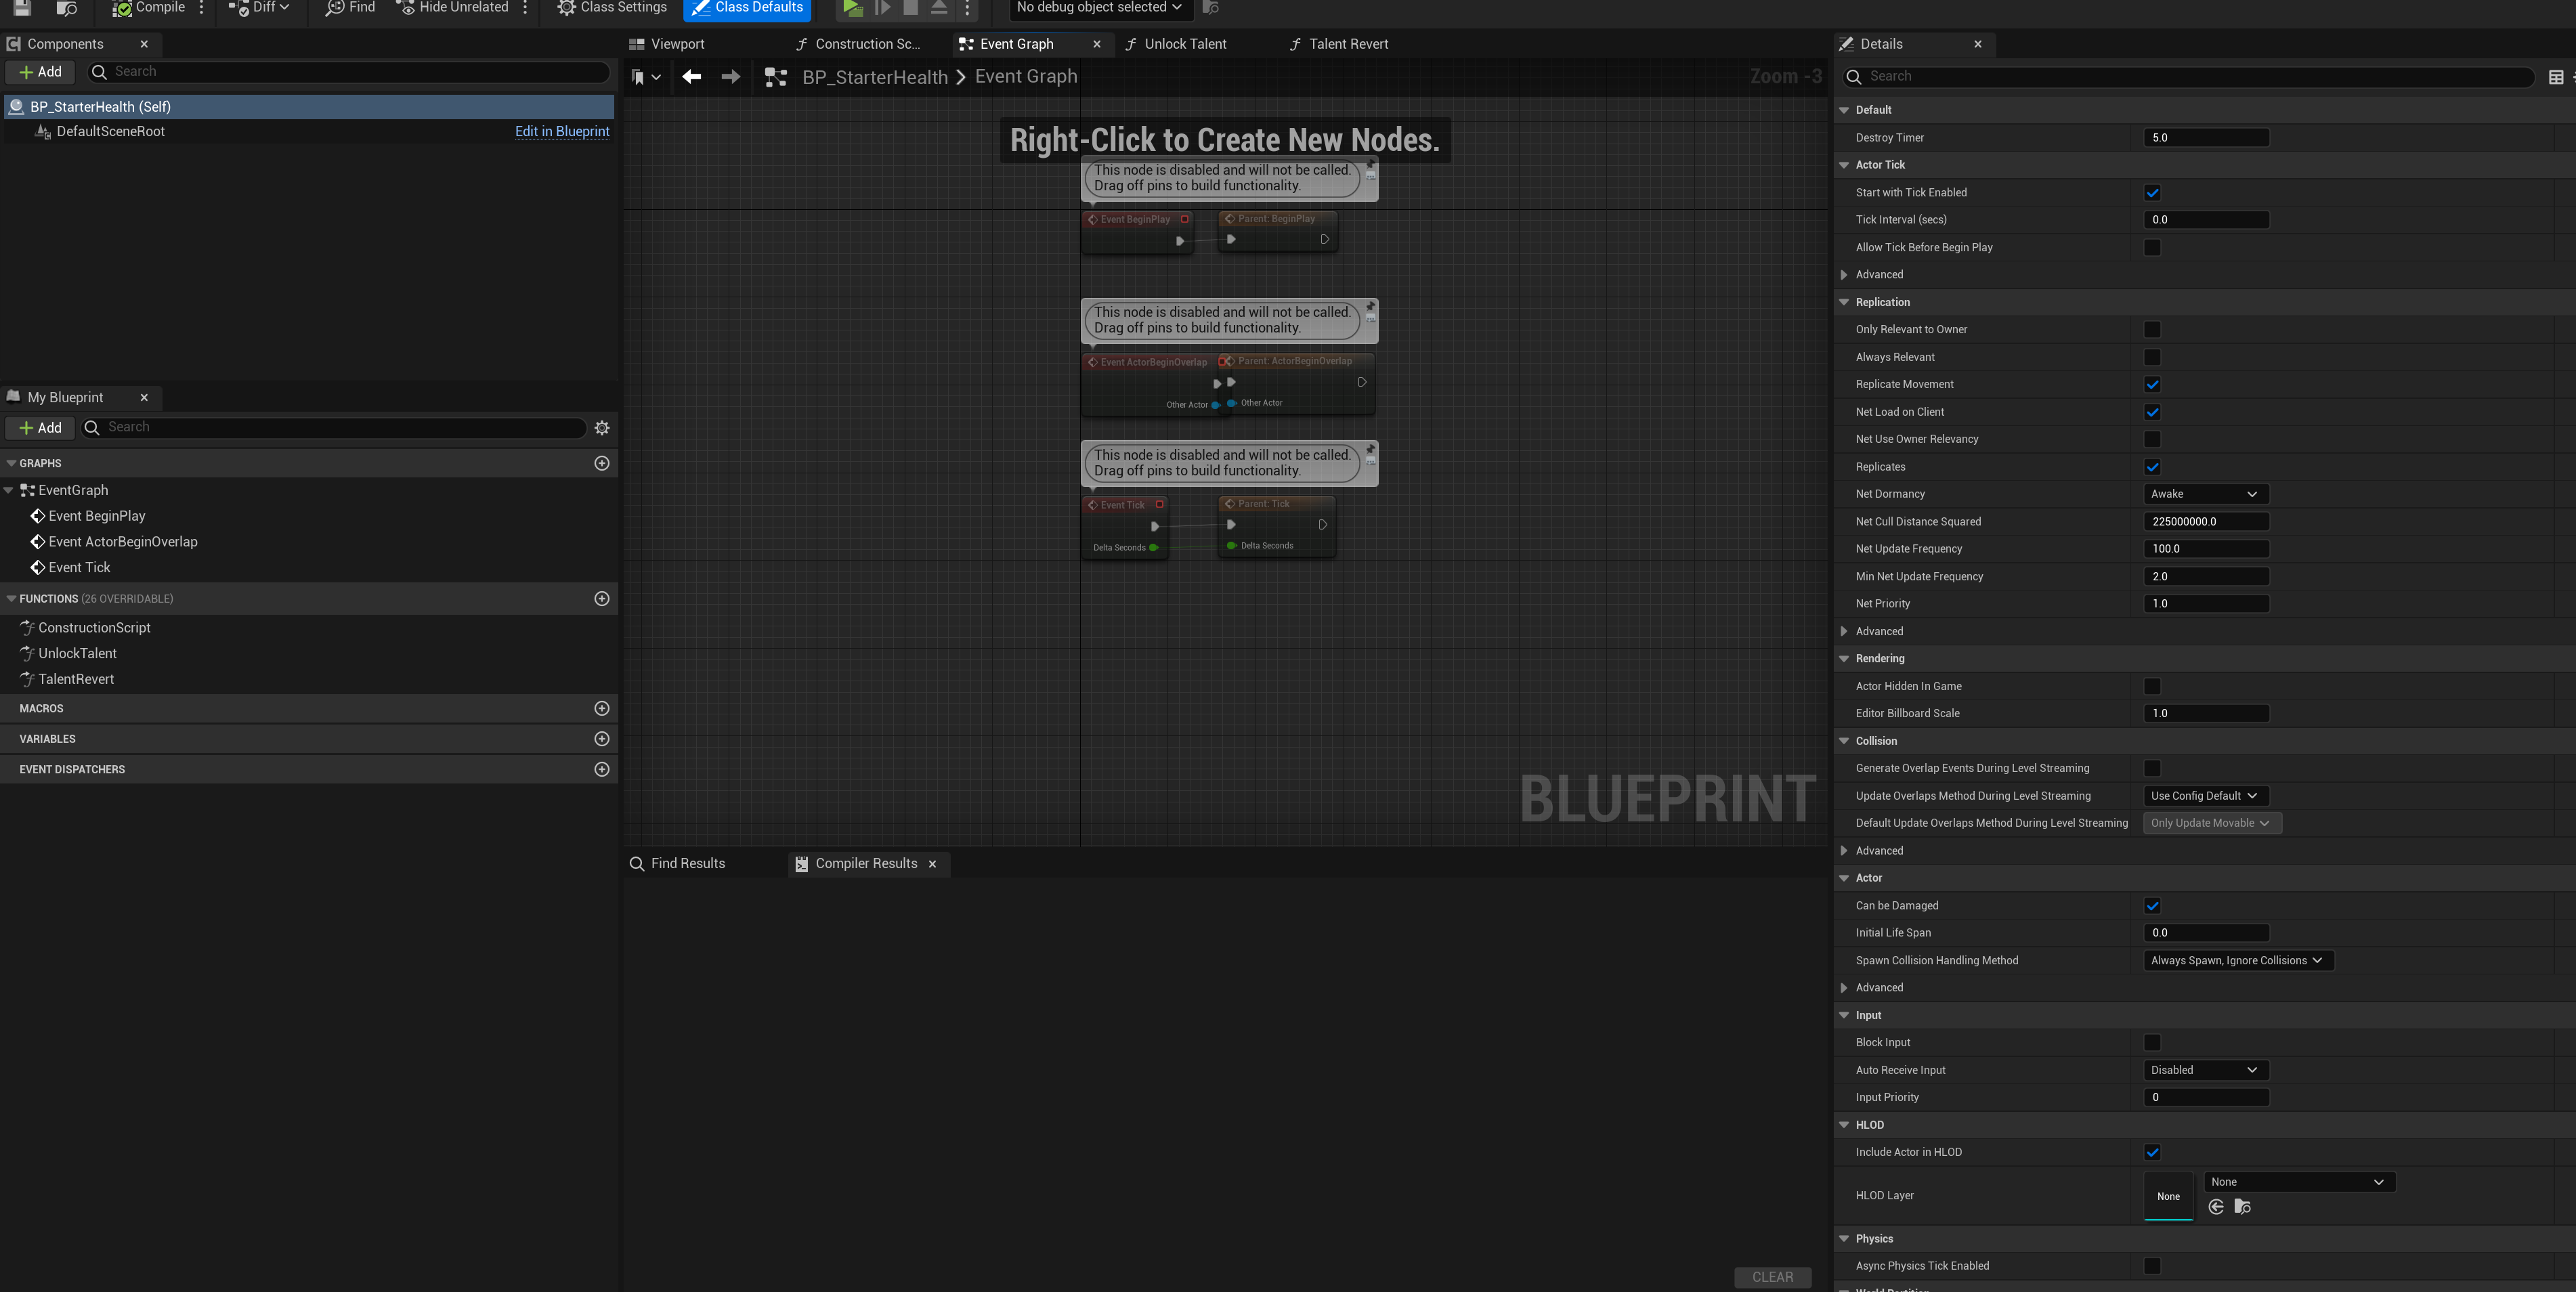 Compile
Diff
Find
Hide Unrelated
Class Settings
Class Defaults
No debug object selected
Components
Add
Search
BP_StarterHealth (Self)
DefaultSceneRoot
Edit in Blueprint
My Blueprint
Add
Search
GRAPHS
EventGraph
Event BeginPlay
Event ActorBeginOverlap
Event Tick
FUNCTIONS (26 OVERRIDABLE)
ConstructionScript
UnlockTalent
TalentRevert
MACROS
VARIABLES
EVENT DISPATCHERS
Viewport
Construction Sc...
Event Graph
Unlock Talent
Talent Revert
BP_StarterHealth > Event Graph
Zoom -3
Right-Click to Create New Nodes.
This node is disabled and will not be called.
Drag off pins to build functionality.
Event BeginPlay
Parent: BeginPlay
This node is disabled and will not be called.
Drag off pins to build functionality.
Event ActorBeginOverlap
Parent: ActorBeginOverlap
Other Actor
Other Actor
This node is disabled and will not be called.
Drag off pins to build functionality.
Event Tick
Parent: Tick
Delta Seconds
Delta Seconds
BLUEPRINT
Find Results
Compiler Results
CLEAR
Details
Search
Default
Destroy Timer 5.0
Actor Tick
Start with Tick Enabled
Tick Interval (secs) 0.0
Allow Tick Before Begin Play
Advanced
Replication
Only Relevant to Owner
Always Relevant
Replicate Movement
Net Load on Client
Net Use Owner Relevancy
Replicates
Net Dormancy Awake
Net Cull Distance Squared 225000000.0
Net Update Frequency 100.0
Min Net Update Frequency 2.0
Net Priority 1.0
Advanced
Rendering
Actor Hidden In Game
Editor Billboard Scale 1.0
Collision
Generate Overlap Events During Level Streaming
Update Overlaps Method During Level Streaming Use Config Default
Default Update Overlaps Method During Level Streaming Only Update Movable
Advanced
Actor
Can be Damaged
Initial Life Span 0.0
Spawn Collision Handling Method Always Spawn, Ignore Collisions
Advanced
Input
Block Input
Auto Receive Input Disabled
Input Priority 0
HLOD
Include Actor in HLOD
HLOD Layer None None
Physics
Async Physics Tick Enabled